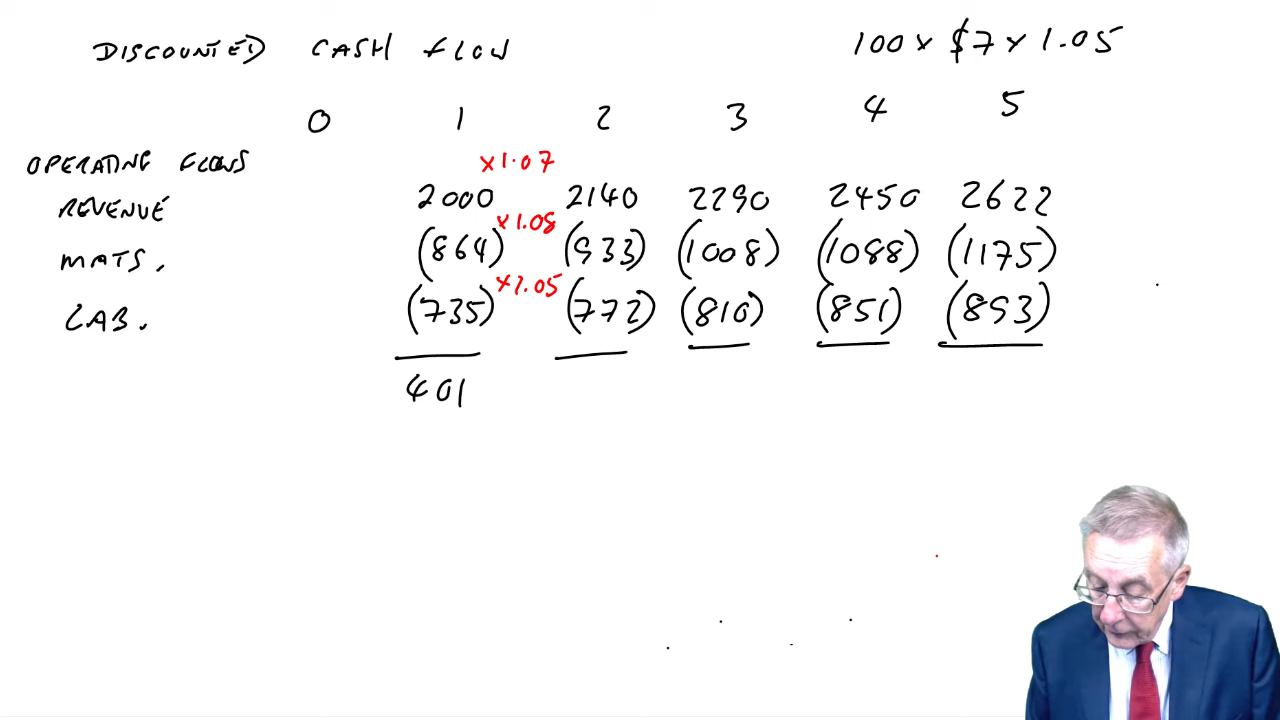 DISCOUNTED CASH FLOW 100 x $7 x 1.05
0 1 2 3 4 5
OPERATING FLOWS x1.07
REVENUE 2000 2140 2290 2450 2622
x1.08
MATS. (864) (933) (1008) (1088) (1175)
x1.05
LAB. (735) (772) (810) (851) (893)
401